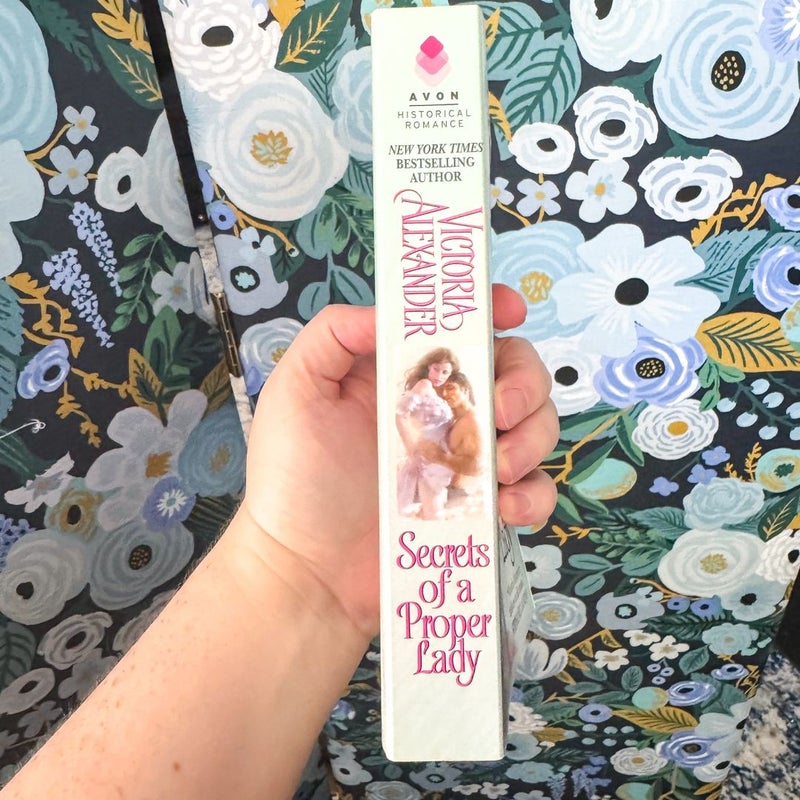 AVON
HISTORICAL
ROMANCE
NEW YORK TIMES
BESTSELLING
AUTHOR
VICTORIA
ALEXANDER
Secrets
of a
Proper
Lady